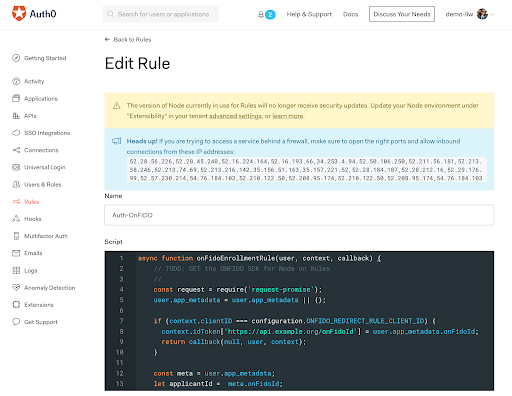 Auth0
Search for users or applications
2
Help & Support
Docs
Discuss Your Needs
demo-llw
Getting Started
Activity
Applications
APIs
SSO Integrations
Connections
Universal Login
Users & Roles
Rules
Hooks
Multifactor Auth
Emails
Logs
Anomaly Detection
Extensions
Get Support
← Back to Rules
Edit Rule
The version of Node currently in use for Rules will no longer receive security updates. Update your Node environment under
"Extensibility" in your tenant advanced settings, or learn more.
Heads up! If you are trying to access a service behind a firewall, make sure to open the right ports and allow inbound
connections from these IP addresses:
52.28.56.226,52.28.45.240,52.16.224.164,52.16.193.66,34.253.4.94,52.50.106.250,52.211.56.181,52.213.
38.246,52.213.74.69,52.213.216.142,35.156.51.163,35.157.221.52,52.28.184.187,52.28.212.16,52.29.176.
99,52.57.230.214,54.76.184.103,52.210.122.50,52.208.95.174,52.210.122.50,52.208.95.174,54.76.184.103
Name
Auth-OnFIDO
Script
1 async function onFidoEnrollmentRule(user, context, callback) {
2 // TODO: GET the ONFIDO SDK for Node on Rules
3 //
4 const request = require('request-promise');
5 user.app_metadata = user.app_metadata || {};
6
7 if (context.clientID === configuration.ONFIDO_REDIRECT_RULE_CLIENT_ID) {
8 context.idToken['https://api.example.org/onFidoId'] = user.app_metadata.onFidoId;
9 return callback(null, user, context);
10 }
11
12 const meta = user.app_metadata;
13 let applicantId = meta.onFidoId;